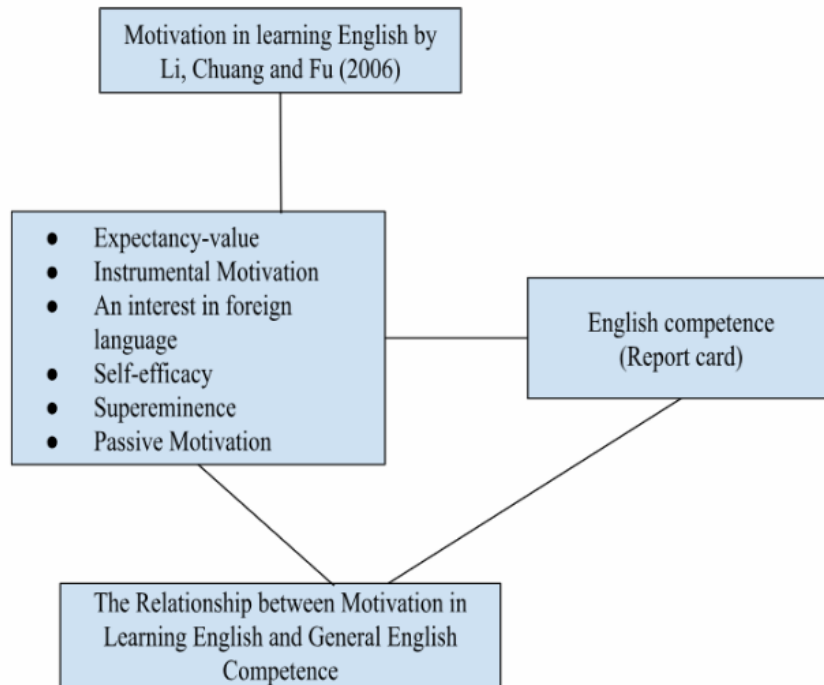 Motivation in learning English by
Li, Chuang and Fu (2006)
● Expectancy-value
● Instrumental Motivation
● An interest in foreign
language
● Self-efficacy
● Supereminence
● Passive Motivation
English competence
(Report card)
The Relationship between Motivation in
Learning English and General English
Competence